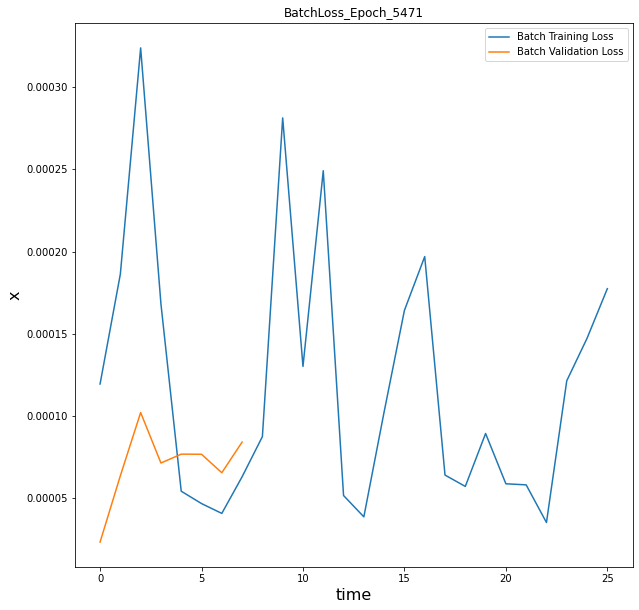 BatchLoss_Epoch_5471
Batch Training Loss
Batch Validation Loss
0.00030
0.00025
0.00020
0.00015
0.00010
0.00005
x
0 5 10 15 20 25
time